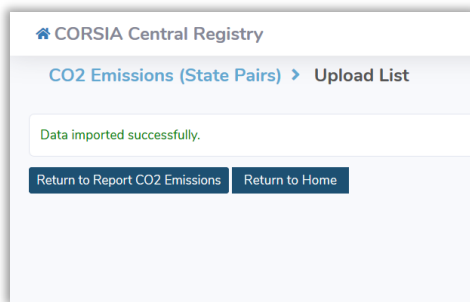 CORSIA Central Registry
CO2 Emissions (State Pairs) > Upload List
Data imported successfully.
Return to Report CO2 Emissions Return to Home